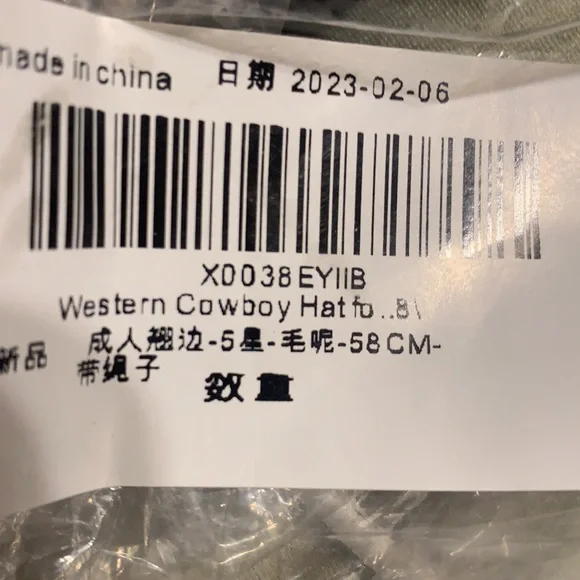 made in china 日期 2023-02-06
X0038EYIIB
Western Cowboy Hat fo...8\
成人翘边-5星-毛呢-58CM-
新品 带绳子
数量